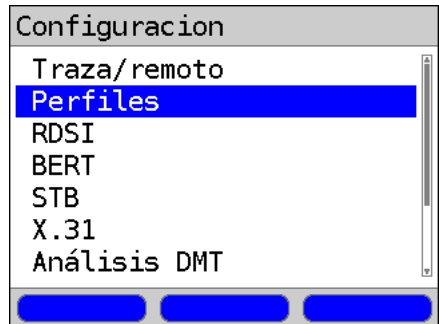 Configuracion
Traza/remoto
Perfiles
RDSI
BERT
STB
X.31
Análisis DMT